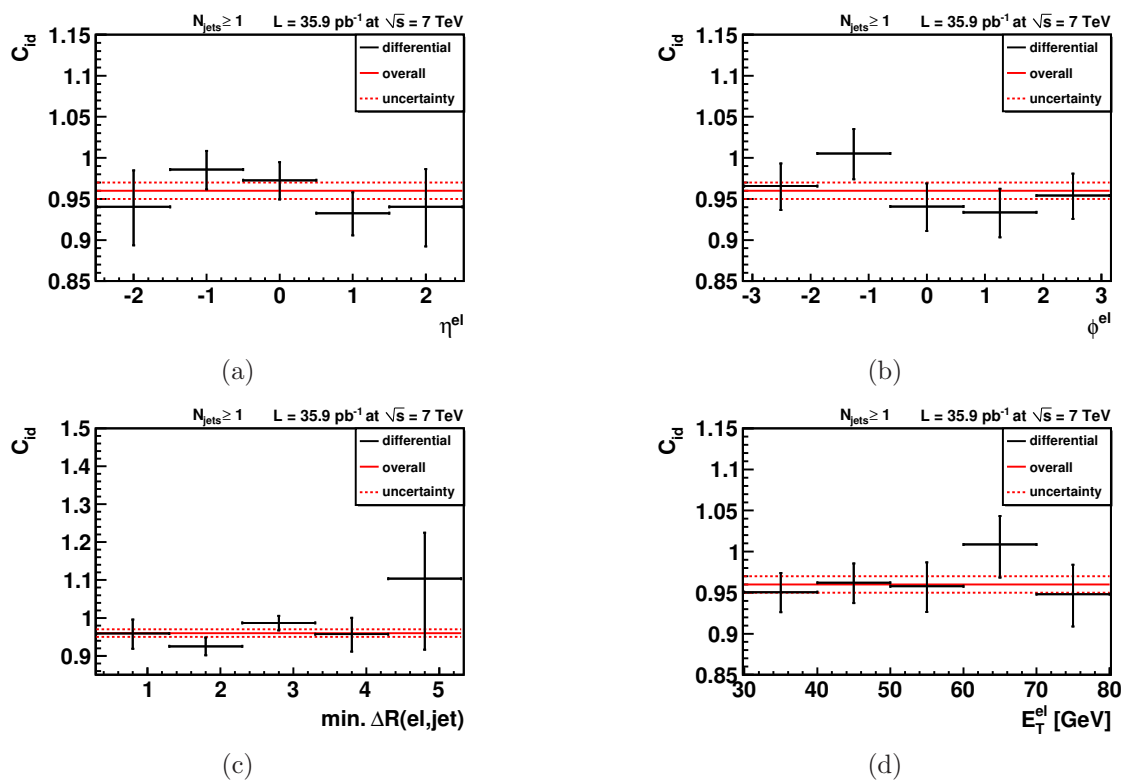 N_jets ≥ 1 L = 35.9 pb⁻¹ at √s = 7 TeV
C_id
1.15
1.1
1.05
1
0.95
0.9
0.85
differential
overall
uncertainty
-2 -1 0 1 2
η^el
(a)
N_jets ≥ 1 L = 35.9 pb⁻¹ at √s = 7 TeV
C_id
1.15
1.1
1.05
1
0.95
0.9
0.85
differential
overall
uncertainty
-3 -2 -1 0 1 2 3
ϕ^el
(b)
N_jets ≥ 1 L = 35.9 pb⁻¹ at √s = 7 TeV
C_id
1.5
1.4
1.3
1.2
1.1
1
0.9
differential
overall
uncertainty
1 2 3 4 5
min. ΔR(el,jet)
(c)
N_jets ≥ 1 L = 35.9 pb⁻¹ at √s = 7 TeV
C_id
1.15
1.1
1.05
1
0.95
0.9
0.85
differential
overall
uncertainty
30 40 50 60 70 80
E_T^el [GeV]
(d)